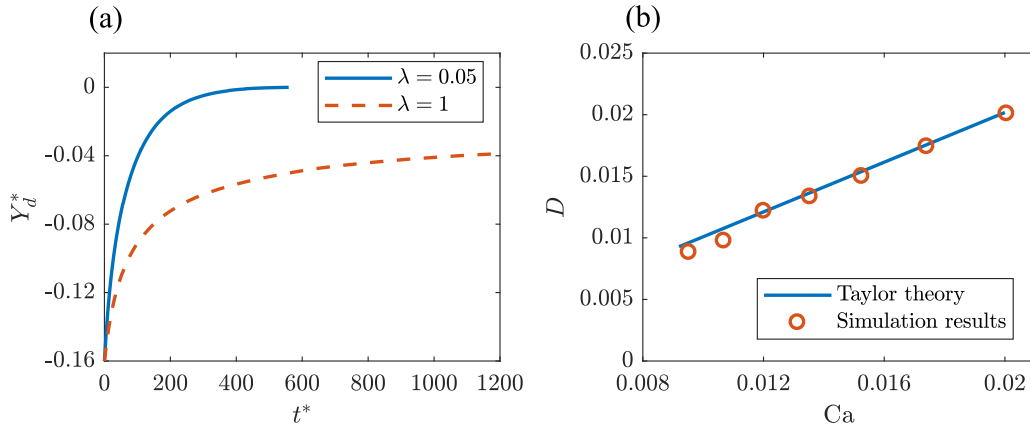 (a)
0
-0.04
-0.08
-0.12
-0.16
Y*d
0 200 400 600 800 1000 1200
t*
λ = 0.05
λ = 1
(b)
0.025
0.02
0.015
0.01
0.005
0
D
0.008 0.012 0.016 0.02
Ca
Taylor theory
Simulation results